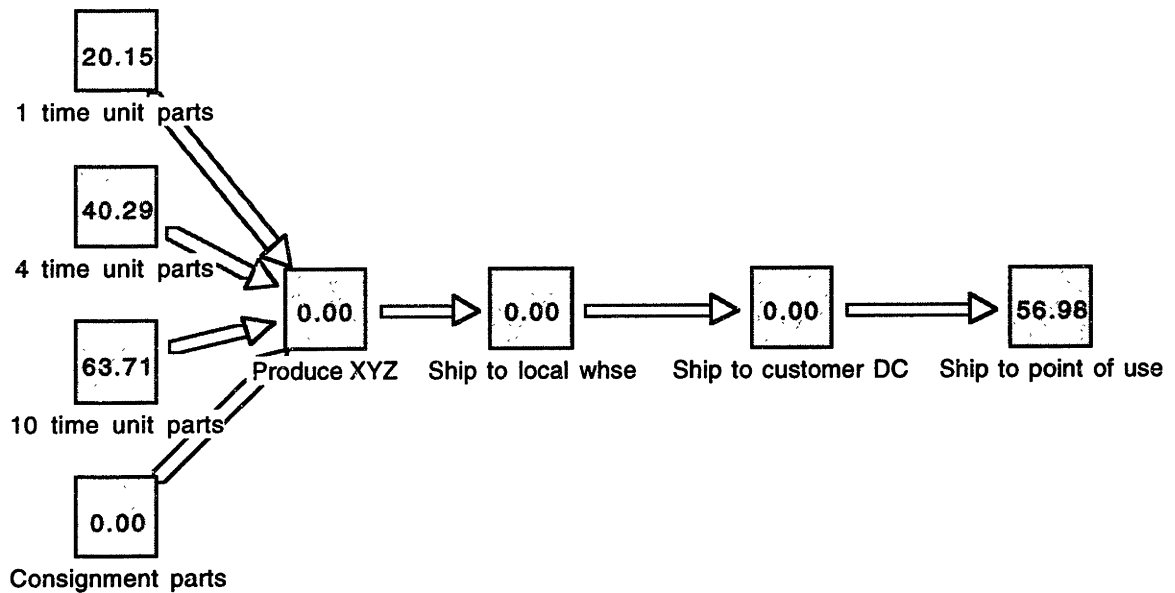 20.15
1 time unit parts
40.29
4 time unit parts
63.71
10 time unit parts
0.00
Consignment parts
0.00
Produce XYZ
0.00
Ship to local whse
0.00
Ship to customer DC
56.98
Ship to point of use